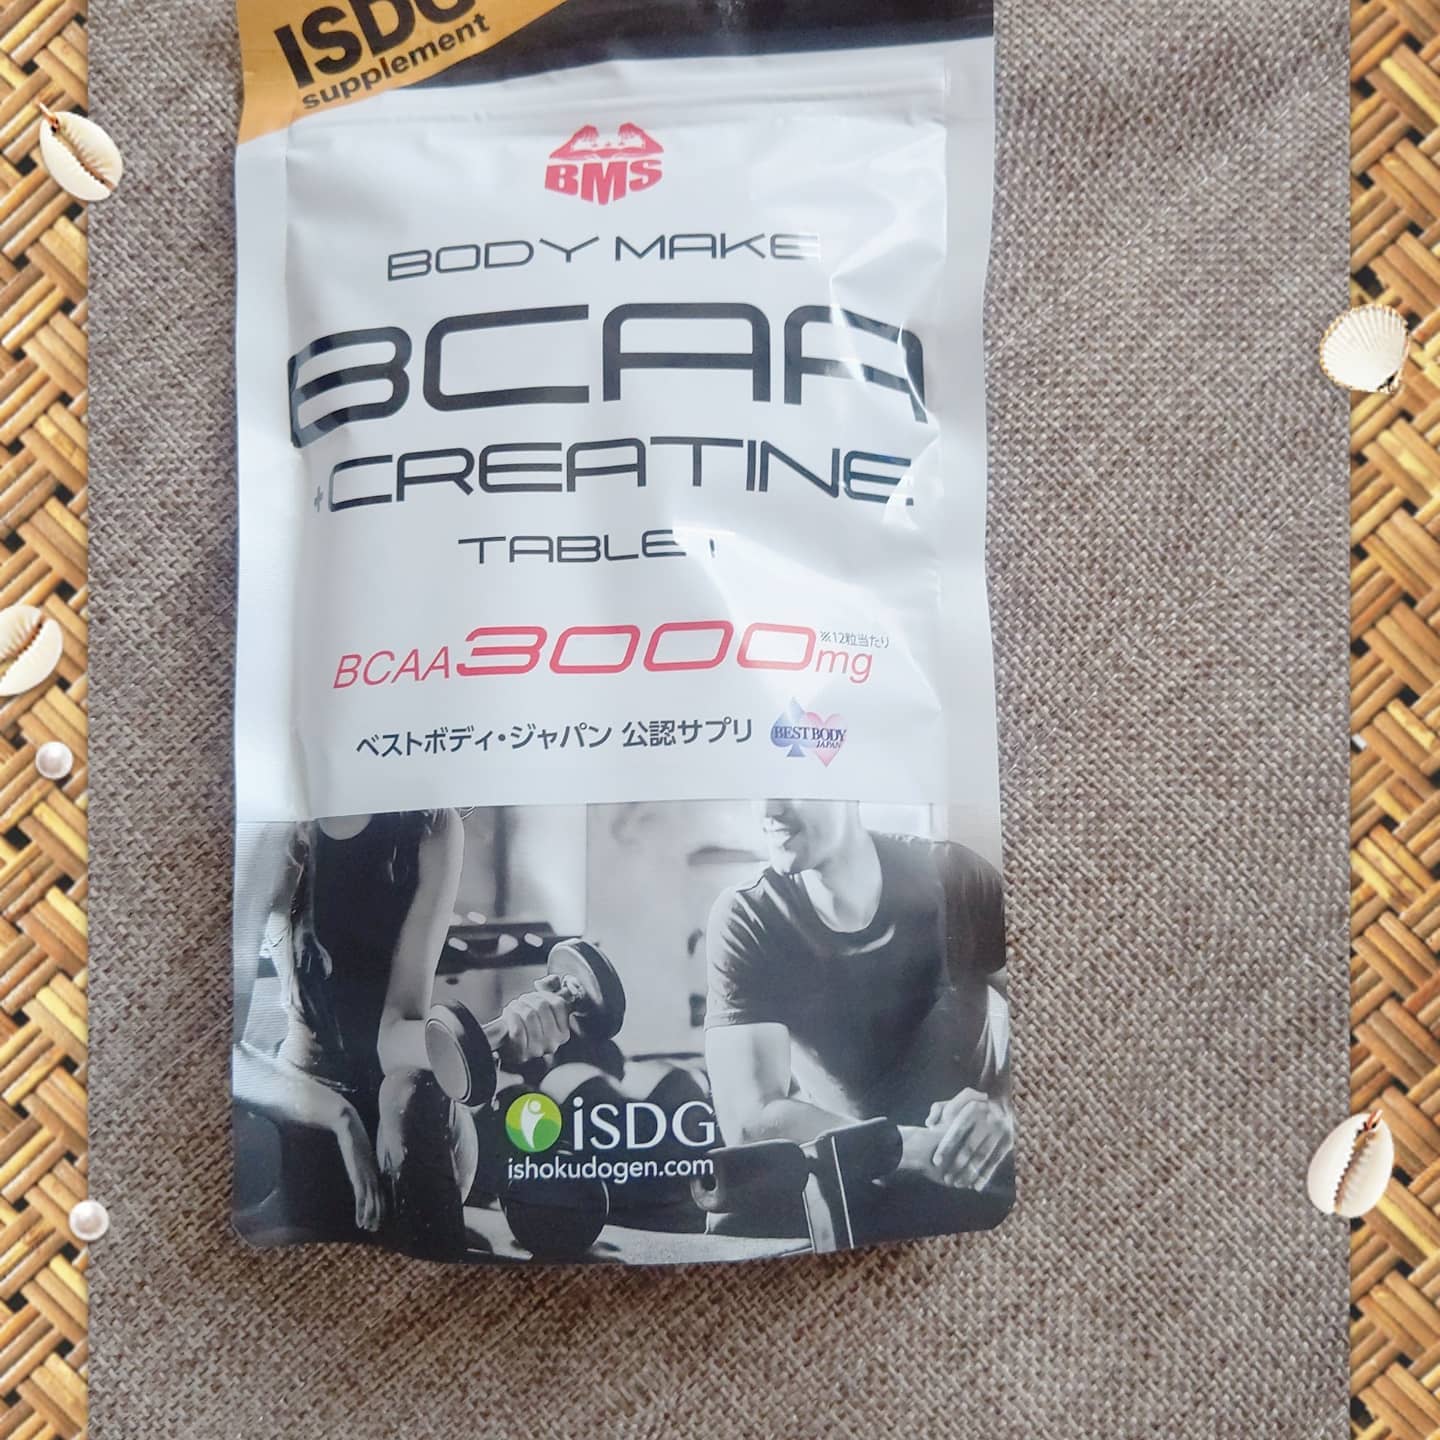 ISDG
supplement
BMS
BODY MAKE
BCAA
+CREATINE
TABLET
BCAA3000mg
※12粒当たり
ベストボディ・ジャパン 公認サプリ
BEST BODY
JAPAN
iSDG
ishokudogen.com